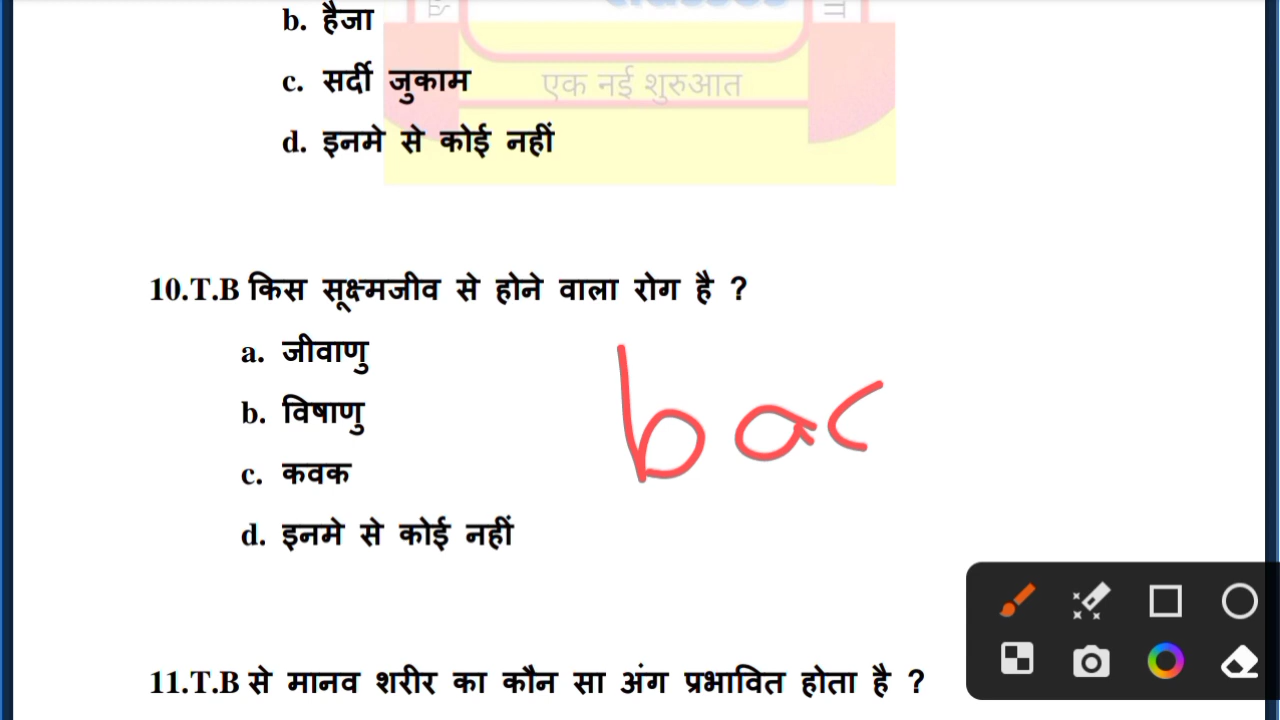 b. हैजा
c. सर्दी जुकाम
एक नई शुरुआत
d. इनमे से कोई नहीं
10.T.B किस सूक्ष्मजीव से होने वाला रोग है ?
a. जीवाणु
b. विषाणु
c. कवक
d. इनमे से कोई नहीं
bac
11.T.B से मानव शरीर का कौन सा अंग प्रभावित होता है ?